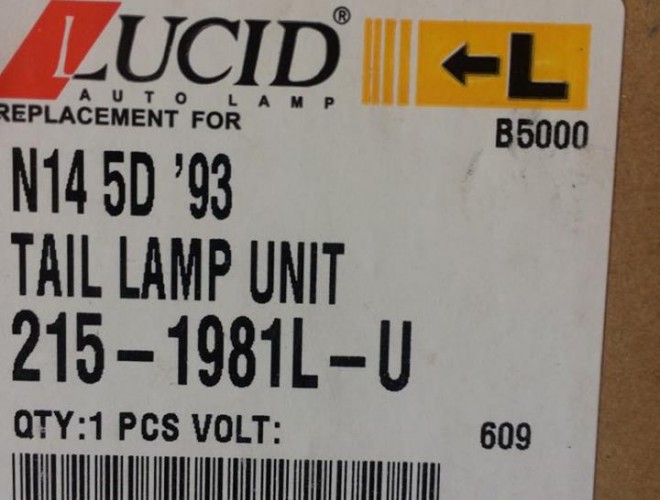 LUCID®
AUTO LAMP
REPLACEMENT FOR
L
B5000
N14 5D '93
TAIL LAMP UNIT
215-1981L-U
QTY:1 PCS VOLT:
609